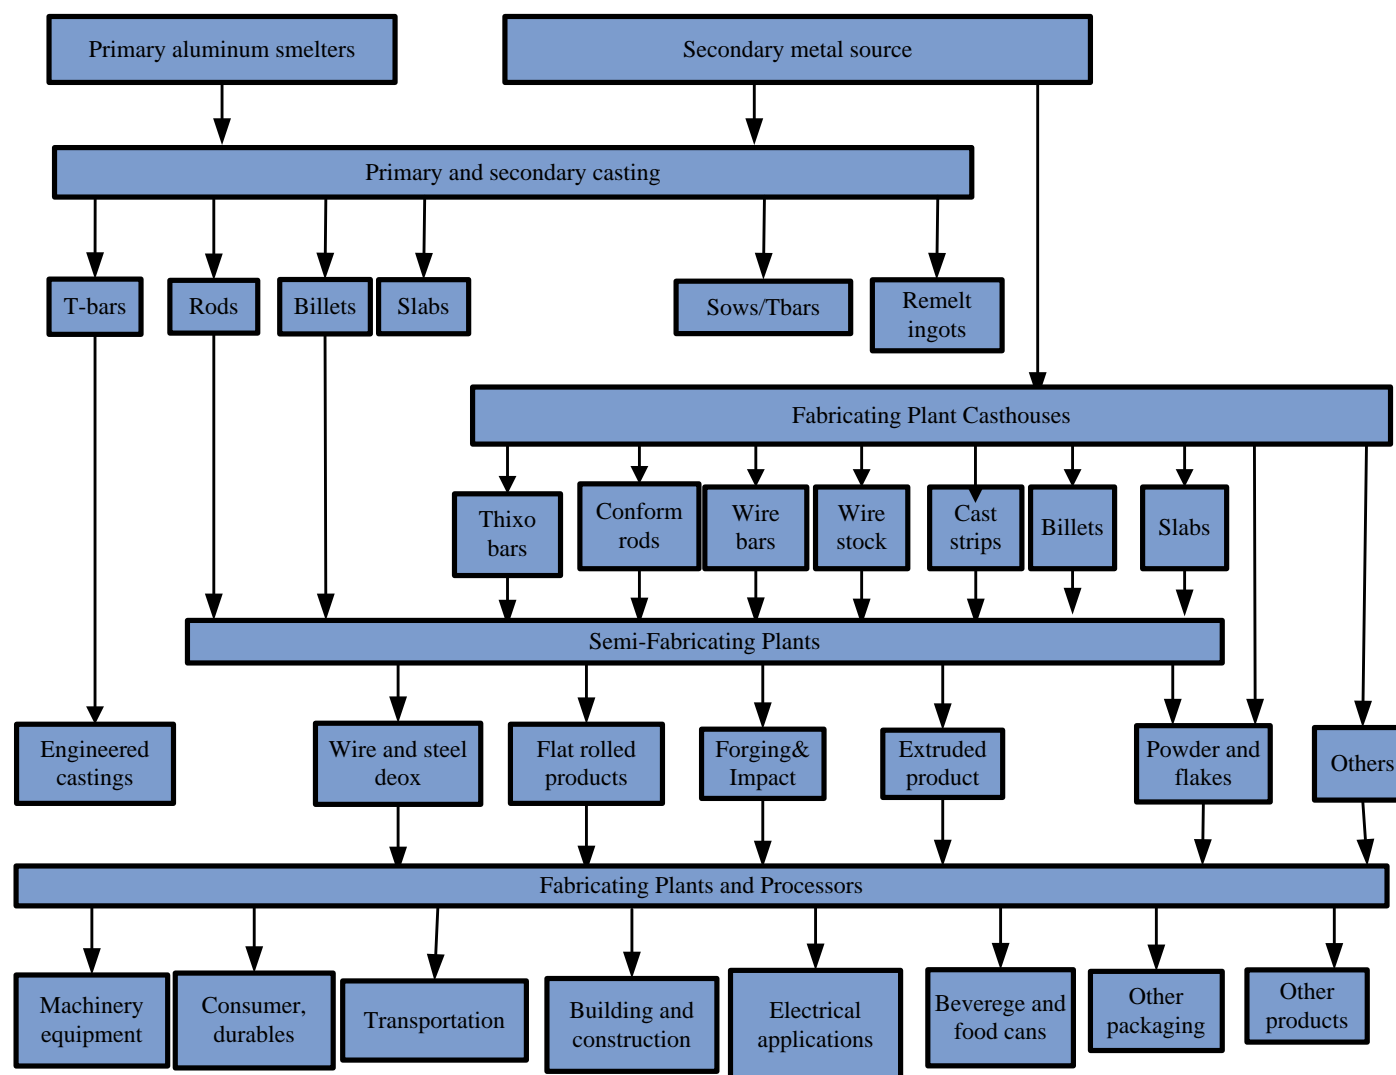 Primary aluminum smelters
Secondary metal source
Primary and secondary casting
T-bars
Rods
Billets
Slabs
Sows/Tbars
Remelt
ingots
Fabricating Plant Casthouses
Thixo
bars
Conform
rods
Wire
bars
Wire
stock
Cast
strips
Billets
Slabs
Semi-Fabricating Plants
Engineered
castings
Wire and steel
deox
Flat rolled
products
Forging&
Impact
Extruded
product
Powder and
flakes
Others
Fabricating Plants and Processors
Machinery
equipment
Consumer,
durables
Transportation
Building and
construction
Electrical
applications
Beverege and
food cans
Other
packaging
Other
products